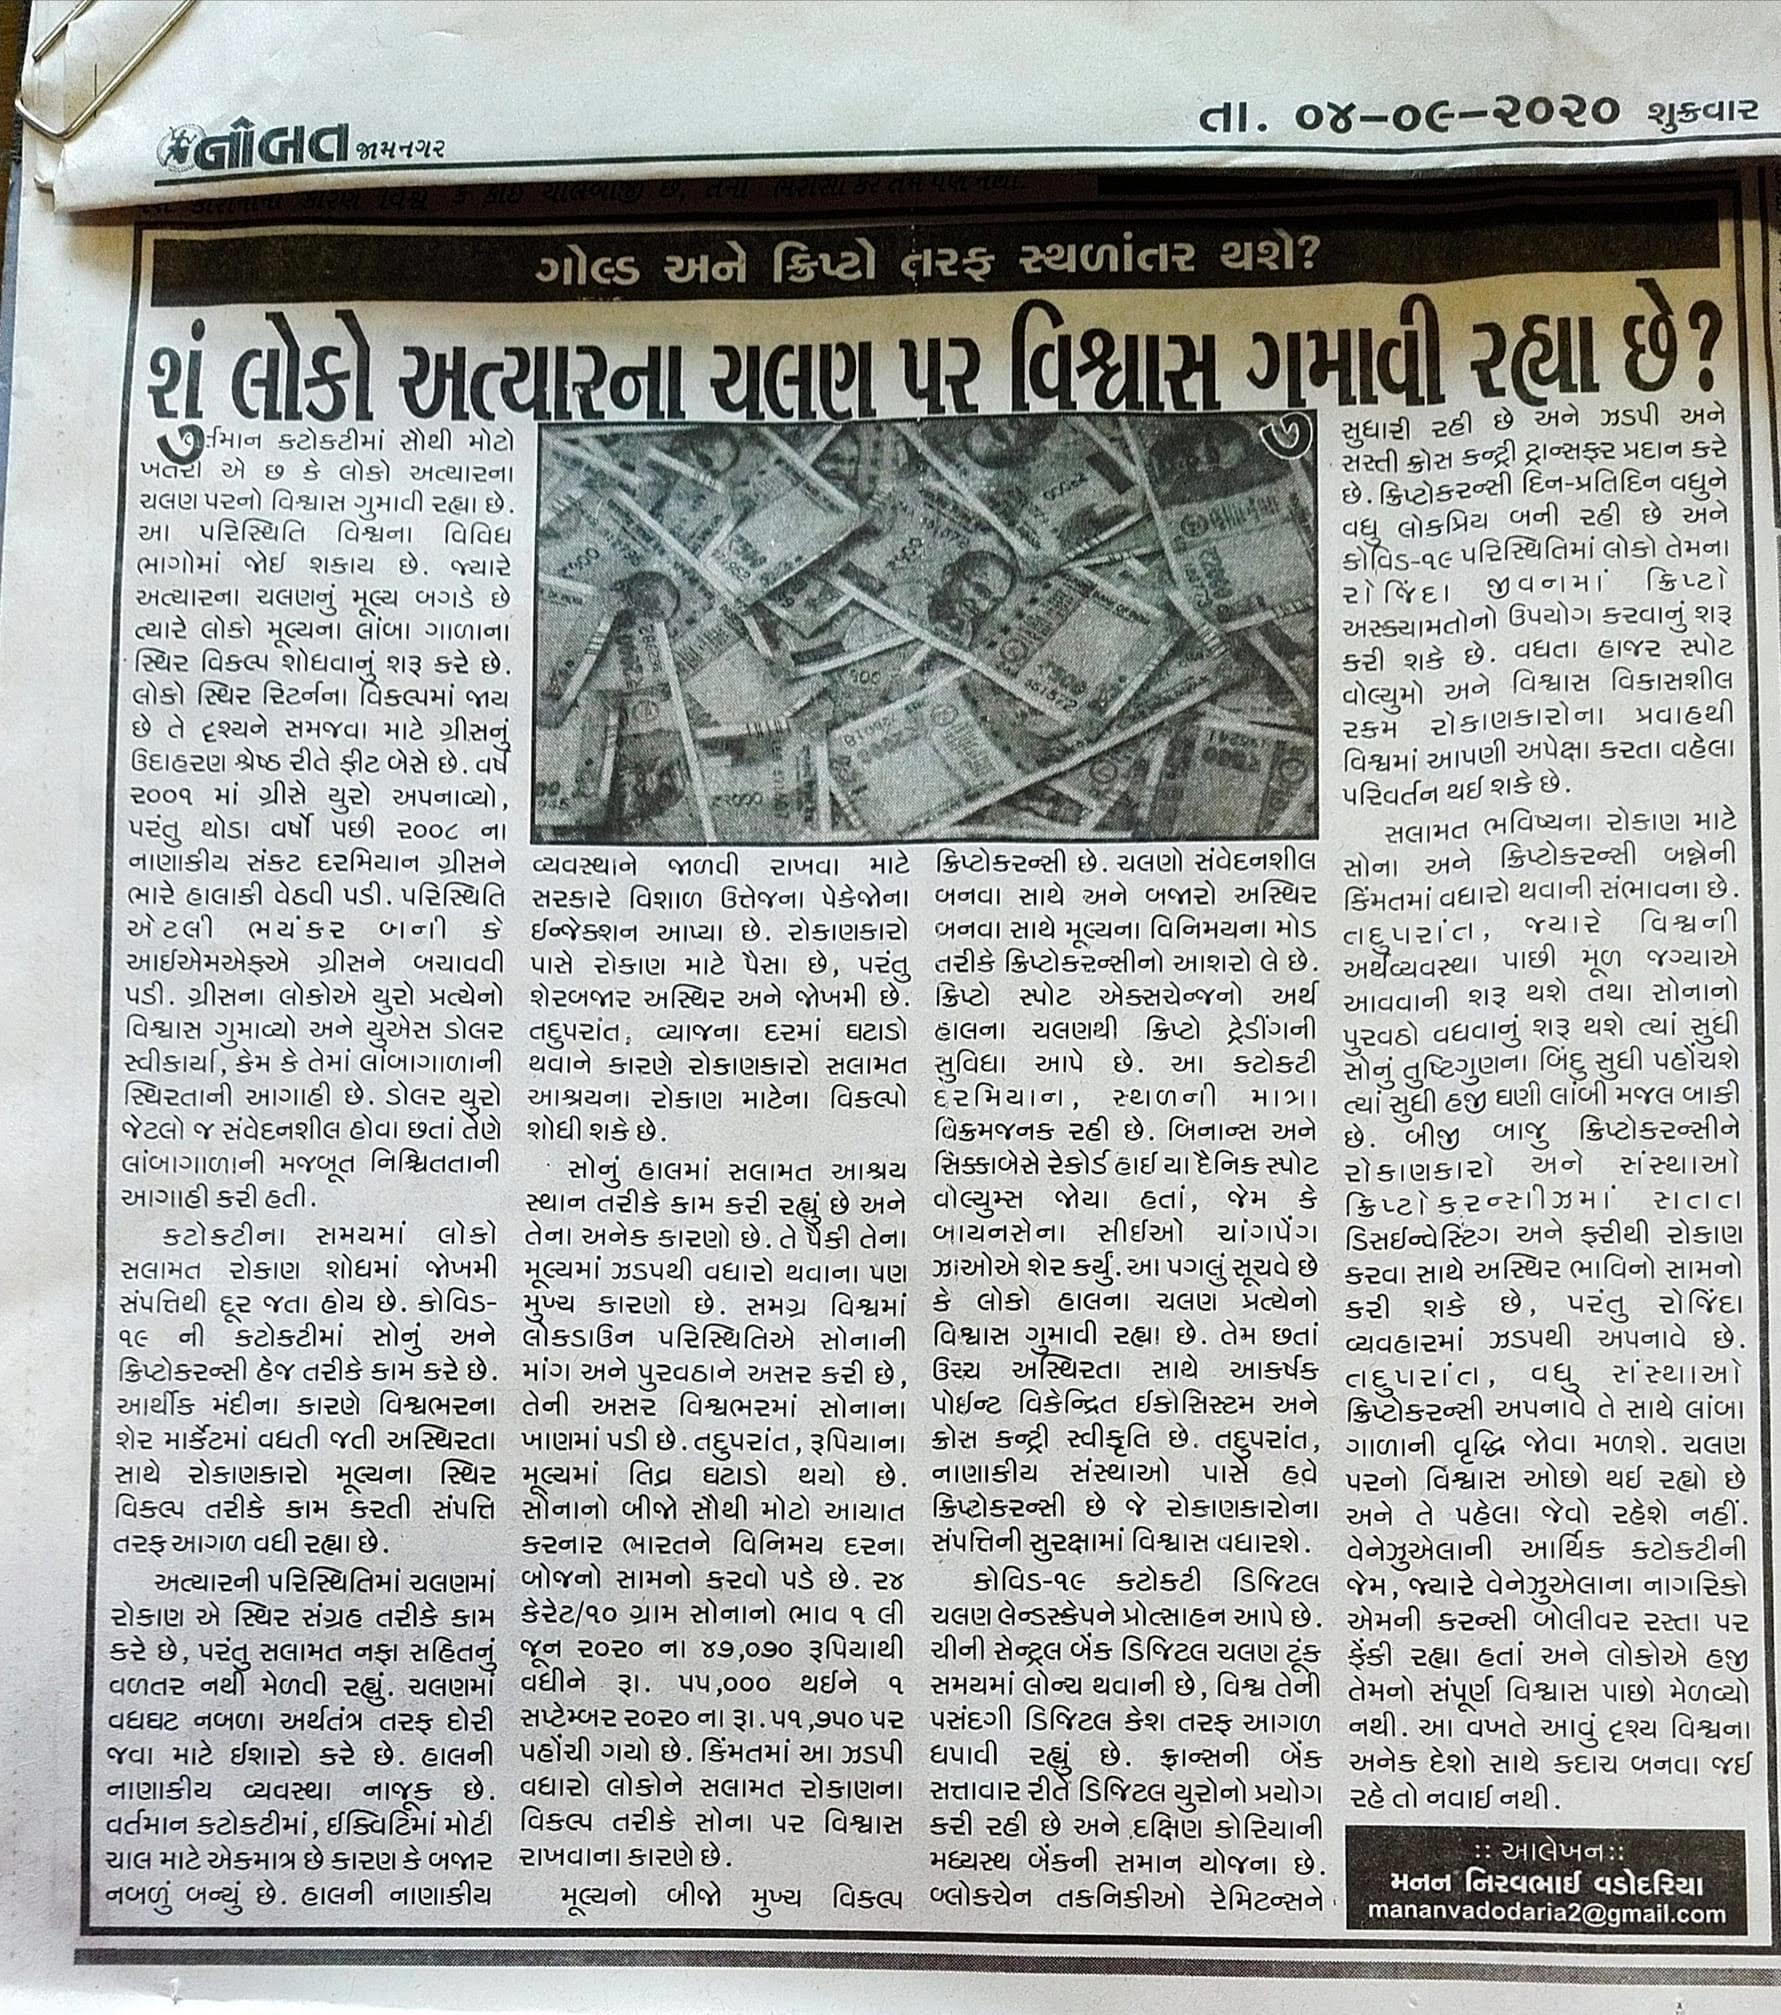 નોબત જામનગર
તા. ૦૪-૦૯-૨૦૨૦ શુક્રવાર
ગોલ્ડ અને ક્રિપ્ટો તરફ સ્થળાંતર થશે?
શું લોકો અત્યારના ચલણ પર વિશ્વાસ ગમાવી રહ્યા છે?
વર્તમાન કટોકટીમાં સૌથી મોટો
ખતરો એ છે કે લોકો અત્યારના
ચલણ પરનો વિશ્વાસ ગુમાવી રહ્યા છે.
આ પરિસ્થિતિ વિશ્વના વિવિધ
ભાગોમાં જોઈ શકાય છે. જ્યારે
અત્યારના ચલણનું મૂલ્ય બગડે છે
ત્યારે લોકો મૂલ્યના લાંબા ગાળાના
સ્થિર વિકલ્પ શોધવાનું શરૂ કરે છે.
લોકો સ્થિર રિટર્નના વિકલ્પમાં જાય
છે તે દૃશ્યને સમજવા માટે ગ્રીસનું
ઉદાહરણ શ્રેષ્ઠ રીતે ફીટ બેસે છે. વર્ષ
૨૦૦૧ માં ગ્રીસે યુરો અપનાવ્યો,
પરંતુ થોડા વર્ષો પછી ૨૦૦૮ ના
નાણાકીય સંકટ દરમિયાન ગ્રીસને
ભારે હાલાકી વેઠવી પડી. પરિસ્થિતિ
એટલી ભયંકર બની કે
આઈએમએફએ ગ્રીસને બચાવવી
પડી. ગ્રીસના લોકોએ યુરો પ્રત્યેનો
વિશ્વાસ ગુમાવ્યો અને યુએસ ડોલર
સ્વીકાર્યા, કેમ કે તેમાં લાંબાગાળાની
સ્થિરતાની આગાહી છે. ડોલર યુરો
જેટલો જ સંવેદનશીલ હોવા છતાં તેણે
લાંબાગાળાની મજબૂત નિશ્ચિતતાની
આગાહી કરી હતી.
કટોકટીના સમયમાં લોકો
સલામત રોકાણ શોધમાં જોખમી
સંપત્તિથી દૂર જતા હોય છે. કોવિડ-
૧૯ ની કટોકટીમાં સોનું અને
ક્રિપ્ટોકરન્સી હેજ તરીકે કામ કરે છે.
આર્થીક મંદીના કારણે વિશ્વભરના
શેર માર્કેટમાં વધતી જતી અસ્થિરતા
સાથે રોકાણકારો મૂલ્યના સ્થિર
વિકલ્પ તરીકે કામ કરતી સંપત્તિ
તરફ આગળ વધી રહ્યા છે.
અત્યારની પરિસ્થિતિમાં ચલણમાં
રોકાણ એ સ્થિર સંગ્રહ તરીકે કામ
કરે છે, પરંતુ સલામત નફા સહિતનું
વળતર નથી મેળવી રહ્યું. ચલણમાં
વધઘટ નબળા અર્થતંત્ર તરફ દોરી
જવા માટે ઈશારો કરે છે. હાલની
નાણાકીય વ્યવસ્થા નાજૂક છે.
વર્તમાન કટોકટીમાં, ઈક્વિટિમાં મોટી
ચાલ માટે એકમાત્ર છે કારણ કે બજાર
નબળું બન્યું છે. હાલની નાણાકીય
વ્યવસ્થાને જાળવી રાખવા માટે
સરકારે વિશાળ ઉત્તેજના પેકેજોના
ઈન્જેક્શન આપ્યા છે. રોકાણકારો
પાસે રોકાણ માટે પૈસા છે, પરંતુ
શેરબજાર અસ્થિર અને જોખમી છે.
તદ્દુપરાંત, વ્યાજના દરમાં ઘટાડો
થવાને કારણે રોકાણકારો સલામત
આશ્રયના રોકાણ માટેના વિકલ્પો
શોધી શકે છે.
સોનું હાલમાં સલામત આશ્રય
સ્થાન તરીકે કામ કરી રહ્યું છે અને
તેના અનેક કારણો છે. તે પૈકી તેના
મૂલ્યમાં ઝડપથી વધારો થવાના પણ
મુખ્ય કારણો છે. સમગ્ર વિશ્વમાં
લોકડાઉન પરિસ્થિતિએ સોનાની
માંગ અને પુરવઠાને અસર કરી છે,
તેની અસર વિશ્વભરમાં સોનાના
ખાણમાં પડી છે. તદ્દુપરાંત, રૂપિયાના
મૂલ્યમાં તિવ્ર ઘટાડો થયો છે.
સોનાનો બીજો સૌથી મોટો આયાત
કરનાર ભારતને વિનિમય દરના
બોજનો સામનો કરવો પડે છે. ૨૪
કેરેટ/૧૦ ગ્રામ સોનાનો ભાવ ૧ લી
જૂન ૨૦૨૦ ના ૪૭,૦૭૦ રૂપિયાથી
વધીને રૂા. ૫૫,૦૦૦ થઈને ૧
સપ્ટેમ્બર ૨૦૨૦ ના રૂા. ૫૧,૭૫૦ પર
પહોંચી ગયો છે. કિંમતમાં આ ઝડપી
વધારો લોકોને સલામત રોકાણના
વિકલ્પ તરીકે સોના પર વિશ્વાસ
રાખવાના કારણે છે.
મૂલ્યનો બીજો મુખ્ય વિકલ્પ
ક્રિપ્ટોકરન્સી છે. ચલણો સંવેદનશીલ
બનવા સાથે અને બજારો અસ્થિર
બનવા સાથે મૂલ્યના વિનિમયના મોડ
તરીકે ક્રિપ્ટોકરન્સીનો આશરો લે છે.
ક્રિપ્ટો સ્પોટ એક્સચેન્જનો અર્થ
હાલના ચલણથી ક્રિપ્ટો ટ્રેડીંગની
સુવિધા આપે છે. આ કટોકટી
દરમિયાન, સ્થળની માત્રા
વિક્રમજનક રહી છે. બિનાન્સ અને
સિક્કાબેસે રેકોર્ડ હાઈ યા દૈનિક સ્પોટ
વોલ્યુમ્સ જોયા હતાં, જેમ કે
બાયનસેના સીઈઓ ચાંગપેંગ
ઝાઓએ શેર કર્યું. આ પગલું સૂચવે છે
કે લોકો હાલના ચલણ પ્રત્યેનો
વિશ્વાસ ગુમાવી રહ્યા છે. તેમ છતાં
ઉચ્ચ અસ્થિરતા સાથે આકર્ષક
પોઈન્ટ વિકેન્દ્રિત ઈકોસિસ્ટમ અને
ક્રોસ કન્ટ્રી સ્વીકૃતિ છે. તદ્દુપરાંત,
નાણાકીય સંસ્થાઓ પાસે હવે
ક્રિપ્ટોકરન્સી છે જે રોકાણકારોના
સંપત્તિની સુરક્ષામાં વિશ્વાસ વધારશે.
કોવિડ-૧૯ કટોકટી ડિજિટલ
ચલણ લેન્ડસ્કેપને પ્રોત્સાહન આપે છે.
ચીની સેન્ટ્રલ બેંક ડિજિટલ ચલણ ટૂંક
સમયમાં લોન્ચ થવાની છે, વિશ્વ તેની
પસંદગી ડિજિટલ કેશ તરફ આગળ
ધપાવી રહ્યું છે. ફ્રાન્સની બેંક
સત્તાવાર રીતે ડિજિટલ યુરોનો પ્રયોગ
કરી રહી છે અને દક્ષિણ કોરિયાની
મધ્યસ્થ બેંકની સમાન યોજના છે.
બ્લોકચેન તકનિકીઓ રેમિટન્સને
સુધારી રહી છે અને ઝડપી અને
સસ્તી ક્રોસ કન્ટ્રી ટ્રાન્સફર પ્રદાન કરે
છે. ક્રિપ્ટોકરન્સી દિન-પ્રતિદિન વધુને
વધુ લોકપ્રિય બની રહી છે અને
કોવિડ-૧૯ પરિસ્થિતિમાં લોકો તેમના
રોજિંદા જીવનમાં ક્રિપ્ટો
અસ્ક્યામતોનો ઉપયોગ કરવાનું શરૂ
કરી શકે છે. વધતા હાજર સ્પોટ
વોલ્યુમો અને વિશ્વાસ વિકાસશીલ
રકમ રોકાણકારોના પ્રવાહથી
વિશ્વમાં આપણી અપેક્ષા કરતા વહેલા
પરિવર્તન થઈ શકે છે.
સલામત ભવિષ્યના રોકાણ માટે
સોના અને ક્રિપ્ટોકરન્સી બન્નેની
કિંમતમાં વધારો થવાની સંભાવના છે.
તદ્દુપરાંત, જ્યારે વિશ્વની
અર્થવ્યવસ્થા પાછી મૂળ જગ્યાએ
આવવાની શરૂ થશે તથા સોનાનો
પુરવઠો વધવાનું શરૂ થશે ત્યાં સુધી
સોનું તુષ્ટિગુણના બિંદુ સુધી પહોંચશે
ત્યાં સુધી હજી ઘણી લાંબી મજલ બાકી
છે. બીજી બાજુ ક્રિપ્ટોકરન્સીને
રોકાણકારો અને સંસ્થાઓ
ક્રિપ્ટોકરન્સીઝમાં સતત
ડિસઈન્વેસ્ટિંગ અને ફરીથી રોકાણ
કરવા સાથે અસ્થિર ભાવિનો સામનો
કરી શકે છે, પરંતુ રોજિંદા
વ્યવહારમાં ઝડપથી અપનાવે છે.
તદ્દુપરાંત, વધુ સંસ્થાઓ
ક્રિપ્ટોકરન્સી અપનાવે તે સાથે લાંબા
ગાળાની વૃદ્ધિ જોવા મળશે. ચલણ
પરનો વિશ્વાસ ઓછો થઈ રહ્યો છે
અને તે પહેલા જેવો રહેશે નહીં.
વેનેઝુએલાની આર્થિક કટોકટીની
જેમ, જ્યારે વેનેઝુએલાના નાગરિકો
એમની કરન્સી બોલીવર રસ્તા પર
ફેંકી રહ્યા હતાં અને લોકોએ હજી
તેમનો સંપૂર્ણ વિશ્વાસ પાછો મેળવ્યો
નથી. આ વખતે આવું દૃશ્ય વિશ્વના
અનેક દેશો સાથે કદાચ બનવા જઈ
રહે તો નવાઈ નથી.
:: આલેખન ::
મનન નિરવભાઈ વડોદરિયા
mananvadodaria2@gmail.com